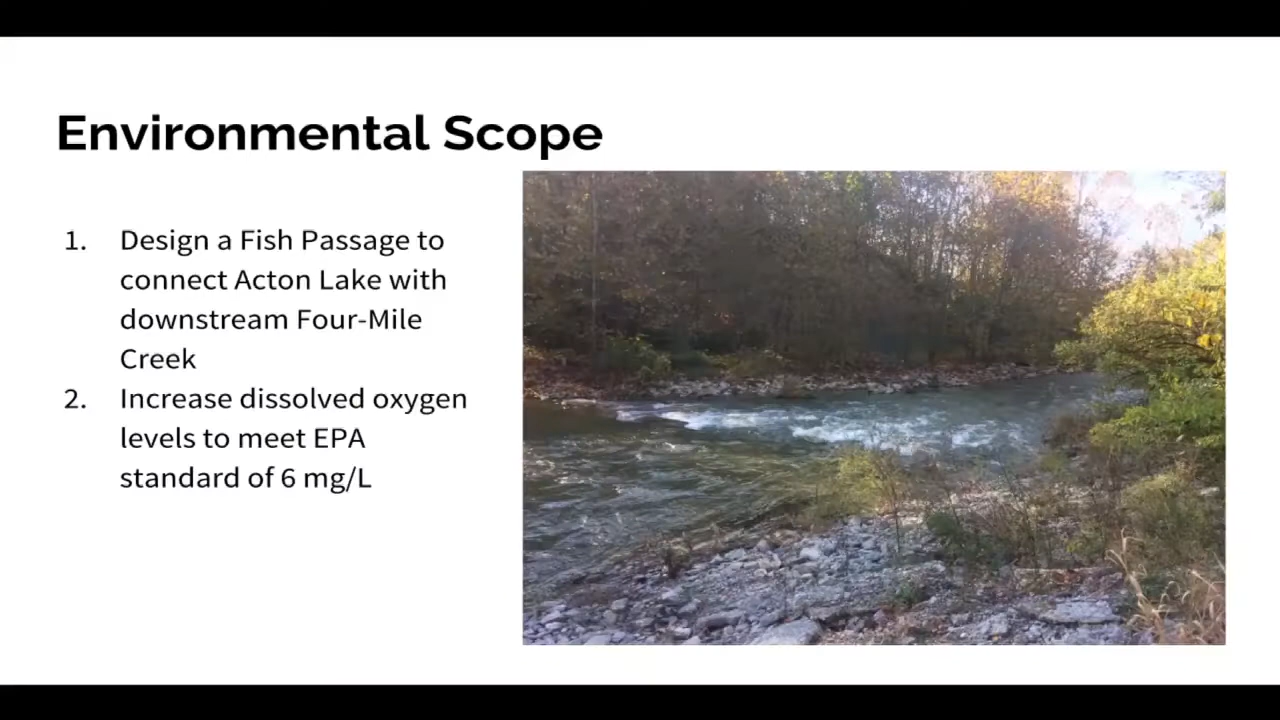 Environmental Scope
1. Design a Fish Passage to
connect Acton Lake with
downstream Four-Mile
Creek
2. Increase dissolved oxygen
levels to meet EPA
standard of 6 mg/L